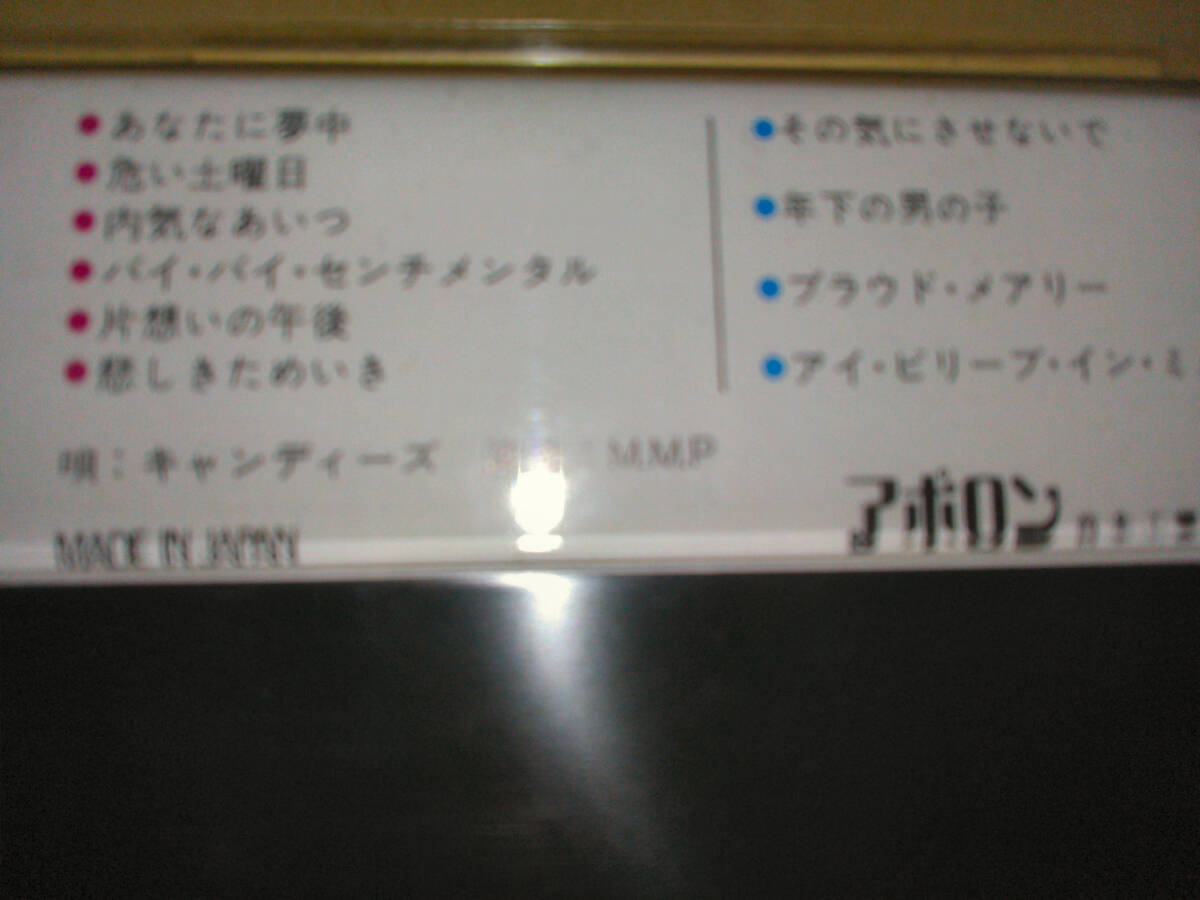 ●あなたに夢中
●危い土曜日
●内気なあいつ
●バイ・バイ・センチメンタル
●片想いの午後
●悲しきためいき
●その気にさせないで
●年下の男の子
●プラウド・メアリー
●アイ・ビリーブ・イン・ミ
唄：キャンディーズ M.M.P
MADE IN JAPAN
アポロン